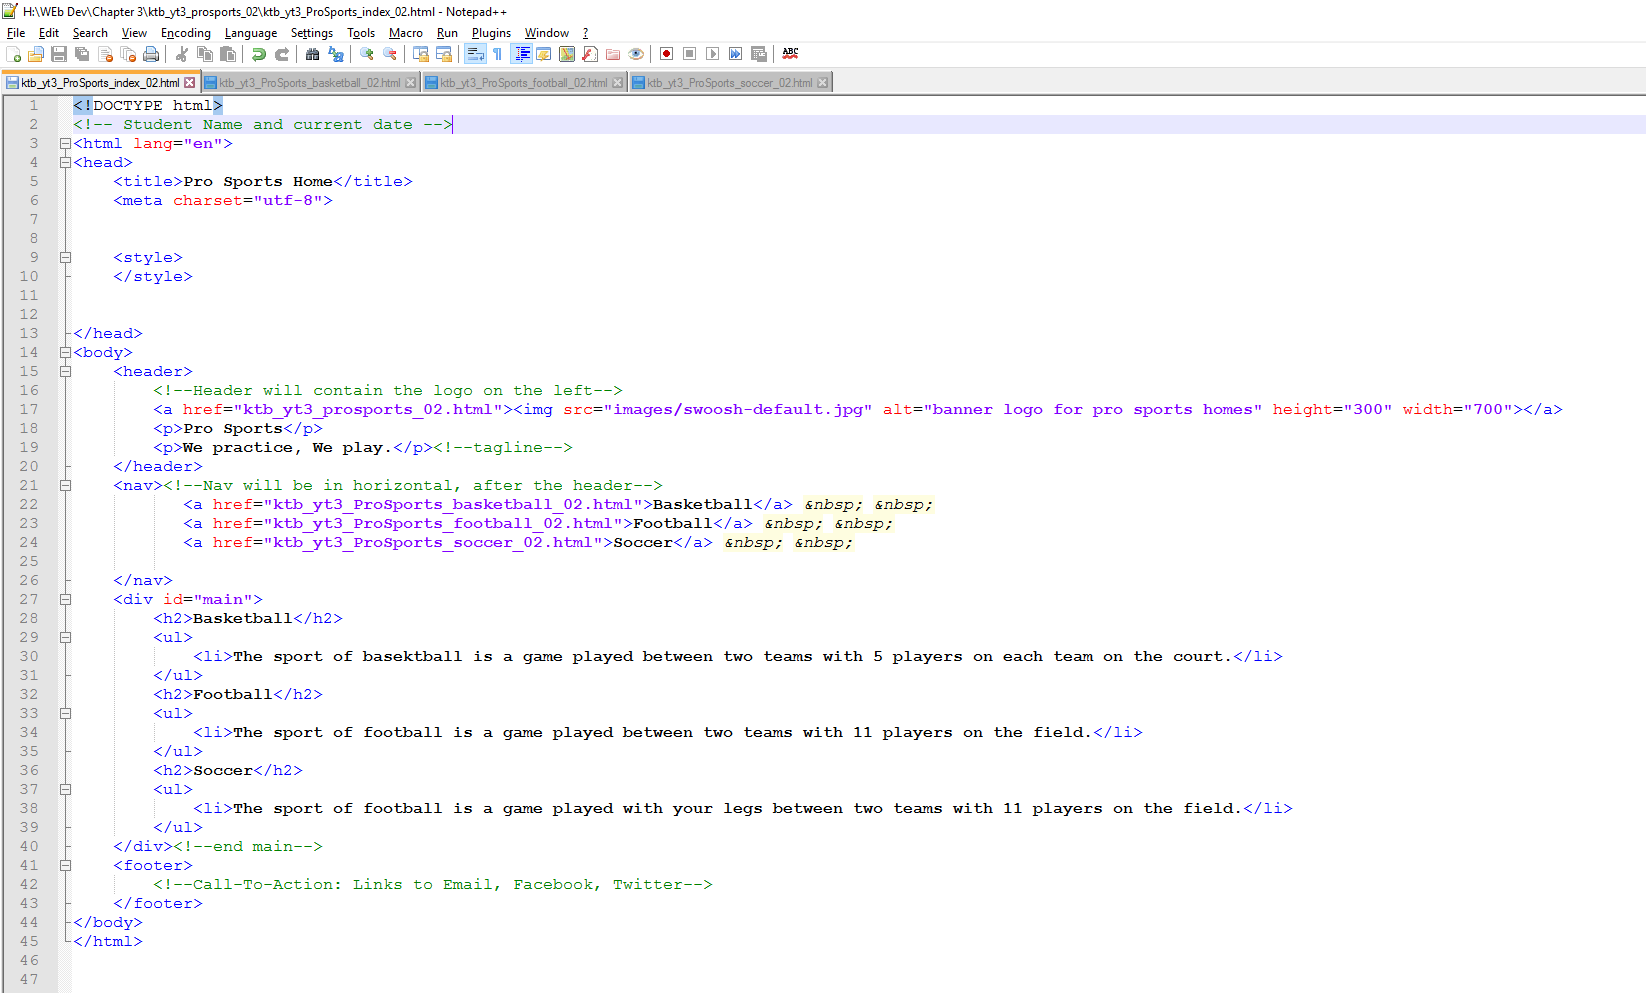 H:\WEb Dev\Chapter 3\ktb_yt3_prosports_02\ktb_yt3_ProSports_index_02.html - Notepad++
File Edit Search View Encoding Language Settings Tools Macro Run Plugins Window ?
ABC
ktb_yt3_ProSports_index_02.html ktb_yt3_ProSports_basketball_02.html ktb_yt3_ProSports_football_02.html ktb_yt3_ProSports_soccer_02.html
1 <!DOCTYPE html>
2 <!-- Student Name and current date -->
3 <html lang="en">
4 <head>
5 <title>Pro Sports Home</title>
6 <meta charset="utf-8">
7
8
9 <style>
10 </style>
11
12
13 </head>
14 <body>
15 <header>
16 <!--Header will contain the logo on the left-->
17 <a href="ktb_yt3_prosports_02.html"><img src="images/swoosh-default.jpg" alt="banner logo for pro sports homes" height="300" width="700"></a>
18 <p>Pro Sports</p>
19 <p>We practice, We play.</p><!--tagline-->
20 </header>
21 <nav><!--Nav will be in horizontal, after the header-->
22 <a href="ktb_yt3_ProSports_basketball_02.html">Basketball</a> &nbsp; &nbsp;
23 <a href="ktb_yt3_ProSports_football_02.html">Football</a> &nbsp; &nbsp;
24 <a href="ktb_yt3_ProSports_soccer_02.html">Soccer</a> &nbsp; &nbsp;
25
26 </nav>
27 <div id="main">
28 <h2>Basketball</h2>
29 <ul>
30 <li>The sport of basektball is a game played between two teams with 5 players on each team on the court.</li>
31 </ul>
32 <h2>Football</h2>
33 <ul>
34 <li>The sport of football is a game played between two teams with 11 players on the field.</li>
35 </ul>
36 <h2>Soccer</h2>
37 <ul>
38 <li>The sport of football is a game played with your legs between two teams with 11 players on the field.</li>
39 </ul>
40 </div><!--end main-->
41 <footer>
42 <!--Call-To-Action: Links to Email, Facebook, Twitter-->
43 </footer>
44 </body>
45 </html>
46
47